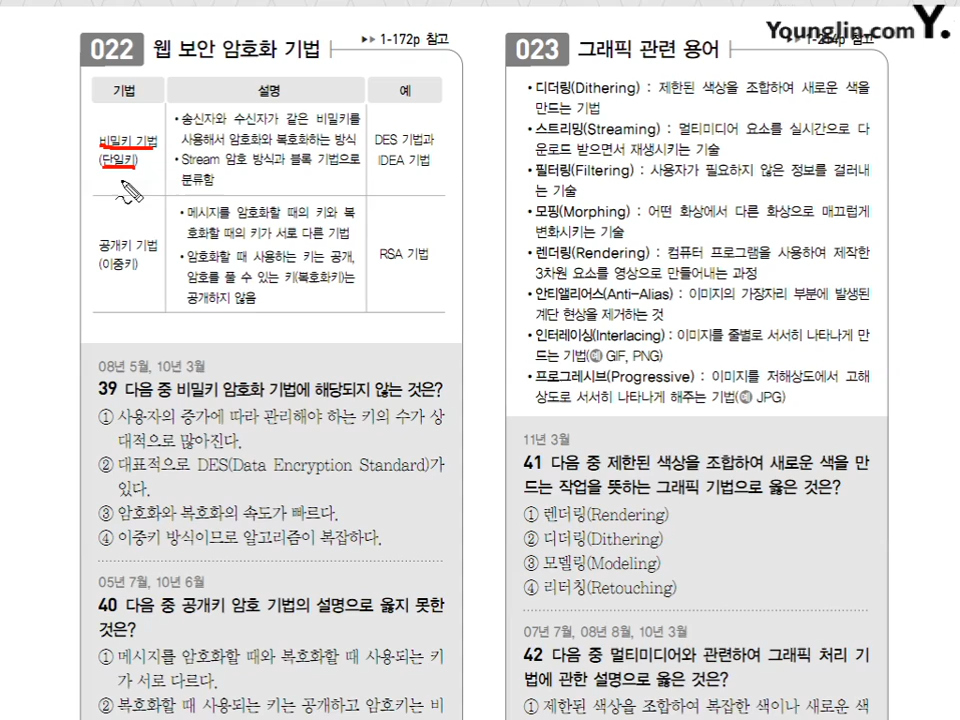 Younglin.com Y.
022 웹 보안 암호화 기법 ▶▶ 1-172p 참고
기법 설명 예
비밀키 기법
(단일키)
• 송신자와 수신자가 같은 비밀키를
사용해서 암호화와 복호화하는 방식
• Stream 암호 방식과 블록 기법으로
분류함
DES 기법과
IDEA 기법
공개키 기법
(이중키)
• 메시지를 암호화할 때의 키와 복
호화할 때의 키가 서로 다른 기법
• 암호화할 때 사용하는 키는 공개,
암호를 풀 수 있는 키(복호화키)는
공개하지 않음
RSA 기법
08년 5월, 10년 3월
39 다음 중 비밀키 암호화 기법에 해당되지 않는 것은?
① 사용자의 증가에 따라 관리해야 하는 키의 수가 상
대적으로 많아진다.
② 대표적으로 DES(Data Encryption Standard)가
있다.
③ 암호화와 복호화의 속도가 빠르다.
④ 이중키 방식이므로 알고리즘이 복잡하다.
05년 7월, 10년 6월
40 다음 중 공개키 암호 기법의 설명으로 옳지 못한
것은?
① 메시지를 암호화할 때와 복호화할 때 사용되는 키
가 서로 다르다.
② 복호화할 때 사용되는 키는 공개하고 암호키는 비
023 그래픽 관련 용어
• 디더링(Dithering) : 제한된 색상을 조합하여 새로운 색을
만드는 기법
• 스트리밍(Streaming) : 멀티미디어 요소를 실시간으로 다
운로드 받으면서 재생시키는 기술
• 필터링(Filtering) : 사용자가 필요하지 않은 정보를 걸러내
는 기술
• 모핑(Morphing) : 어떤 화상에서 다른 화상으로 매끄럽게
변화시키는 기술
• 렌더링(Rendering) : 컴퓨터 프로그램을 사용하여 제작한
3차원 요소를 영상으로 만들어내는 과정
• 안티앨리어스(Anti-Alias) : 이미지의 가장자리 부분에 발생된
계단 현상을 제거하는 것
• 인터레이싱(Interlacing) : 이미지를 줄별로 서서히 나타나게 만
드는 기법(예 GIF, PNG)
• 프로그레시브(Progressive) : 이미지를 저해상도에서 고해
상도로 서서히 나타나게 해주는 기법(예 JPG)
11년 3월
41 다음 중 제한된 색상을 조합하여 새로운 색을 만
드는 작업을 뜻하는 그래픽 기법으로 옳은 것은?
① 렌더링(Rendering)
② 디더링(Dithering)
③ 모델링(Modeling)
④ 리터칭(Retouching)
07년 7월, 08년 8월, 10년 3월
42 다음 중 멀티미디어와 관련하여 그래픽 처리 기
법에 관한 설명으로 옳은 것은?
① 제한된 색상을 조합하여 복잡한 색이나 새로운 색